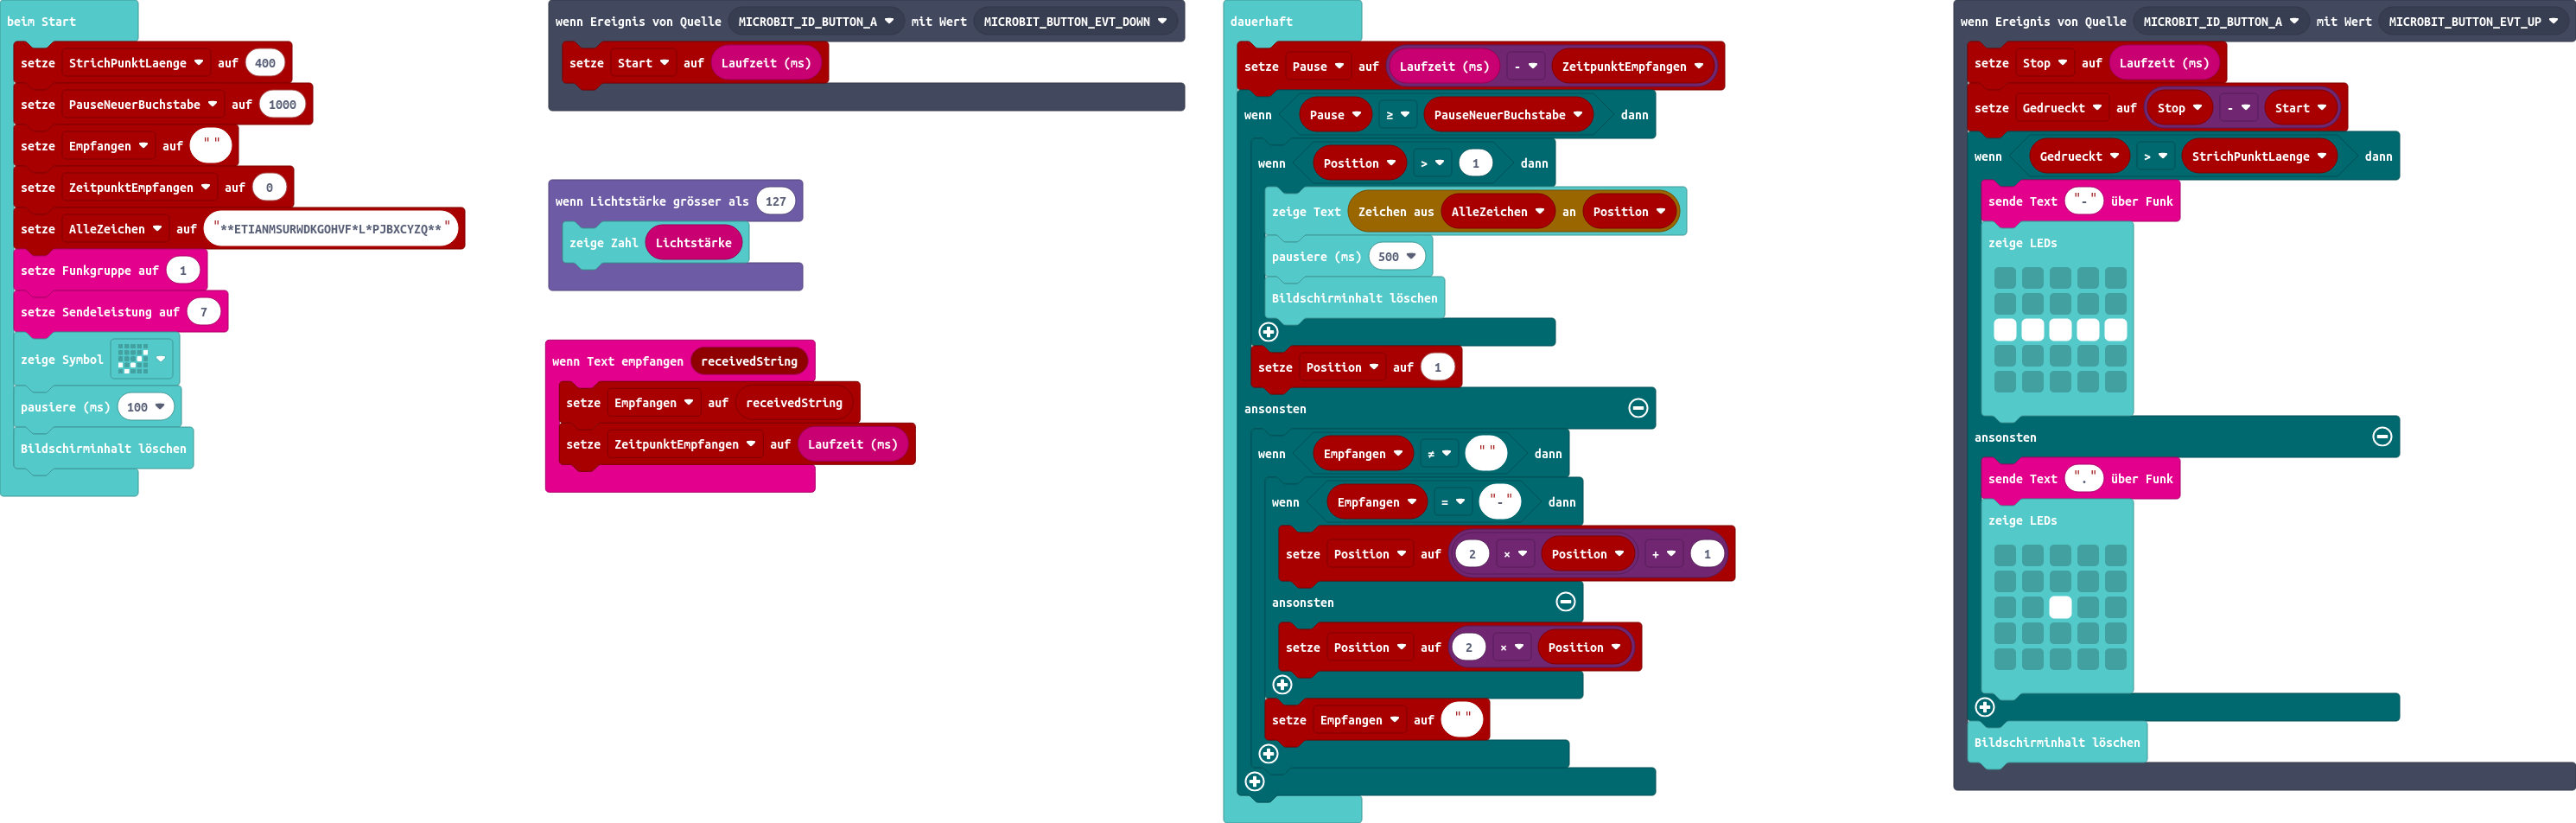 beim Start
setze StrichPunktLaenge auf 400
setze PauseNeuerBuchstabe auf 1000
setze Empfangen auf " "
setze ZeitpunktEmpfangen auf 0
setze AlleZeichen auf "**ETIANMSURWDKGOHVF*L*PJBXCYZQ**"
setze Funkgruppe auf 1
setze Sendeleistung auf 7
zeige Symbol
pausiere (ms) 100
Bildschirminhalt löschen
wenn Ereignis von Quelle MICROBIT_ID_BUTTON_A mit Wert MICROBIT_BUTTON_EVT_DOWN
setze Start auf Laufzeit (ms)
wenn Lichtstärke grösser als 127
zeige Zahl Lichtstärke
wenn Text empfangen receivedString
setze Empfangen auf receivedString
setze ZeitpunktEmpfangen auf Laufzeit (ms)
dauerhaft
setze Pause auf Laufzeit (ms) - ZeitpunktEmpfangen
wenn Pause ≥ PauseNeuerBuchstabe dann
wenn Position > 1 dann
zeige Text Zeichen aus AlleZeichen an Position
pausiere (ms) 500
Bildschirminhalt löschen
setze Position auf 1
ansonsten
wenn Empfangen ≠ " " dann
wenn Empfangen = "-" dann
setze Position auf 2 × Position + 1
ansonsten
setze Position auf 2 × Position
setze Empfangen auf " "
wenn Ereignis von Quelle MICROBIT_ID_BUTTON_A mit Wert MICROBIT_BUTTON_EVT_UP
setze Stop auf Laufzeit (ms)
setze Gedrueckt auf Stop - Start
wenn Gedrueckt > StrichPunktLaenge dann
sende Text "-" über Funk
zeige LEDs
ansonsten
sende Text "." über Funk
zeige LEDs
Bildschirminhalt löschen